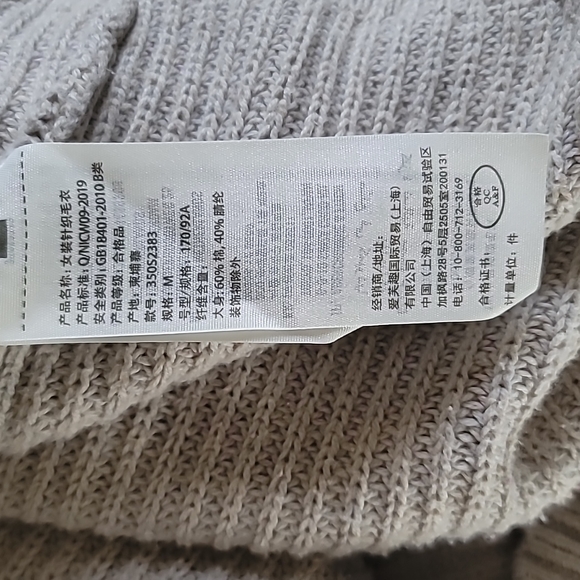 产品名称: 女装针织毛衣
产品标准: Q/NICW09-2019
安全类别: GB18401-2010 B类
产品等级: 合格品
产地: 柬埔寨
款号: 350S2383
规格: M
号型/规格: 170/92A
纤维含量:
大身: 60% 棉, 40% 腈纶
装饰物除外
经销商/地址:
爱芙趣国际贸易 (上海)
有限公司
中国 (上海) 自由贸易试验区
加枫路28号5层2505室200131
电话: 10-800-712-3169
合格证书:
合格
QC
A&F
计量单位: 件